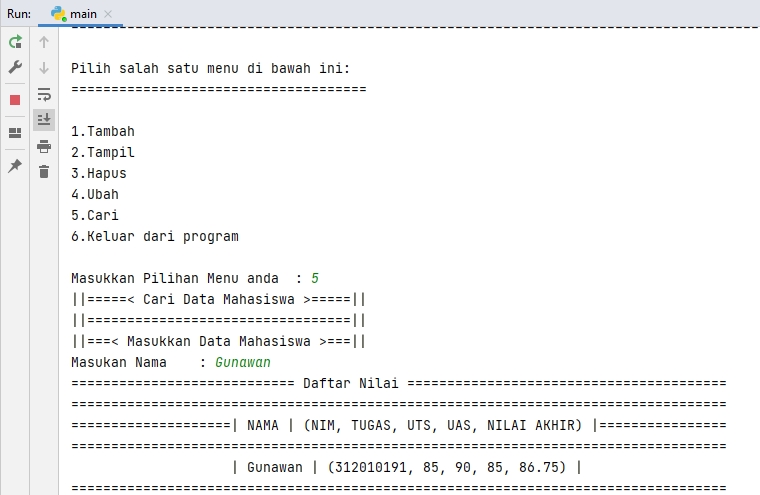 Run: main
Pilih salah satu menu di bawah ini:
=====================================
1.Tambah
2.Tampil
3.Hapus
4.Ubah
5.Cari
6.Keluar dari program
Masukkan Pilihan Menu anda  : 5
||=====< Cari Data Mahasiswa >=====||
||=================================||
||===< Masukkan Data Mahasiswa >===||
Masukan Nama    : Gunawan
============================ Daftar Nilai ========================================
==================================================================================
====================| NAMA | (NIM, TUGAS, UTS, UAS, NILAI AKHIR) |================
==================================================================================
                    | Gunawan | (312010191, 85, 90, 85, 86.75) |
==================================================================================